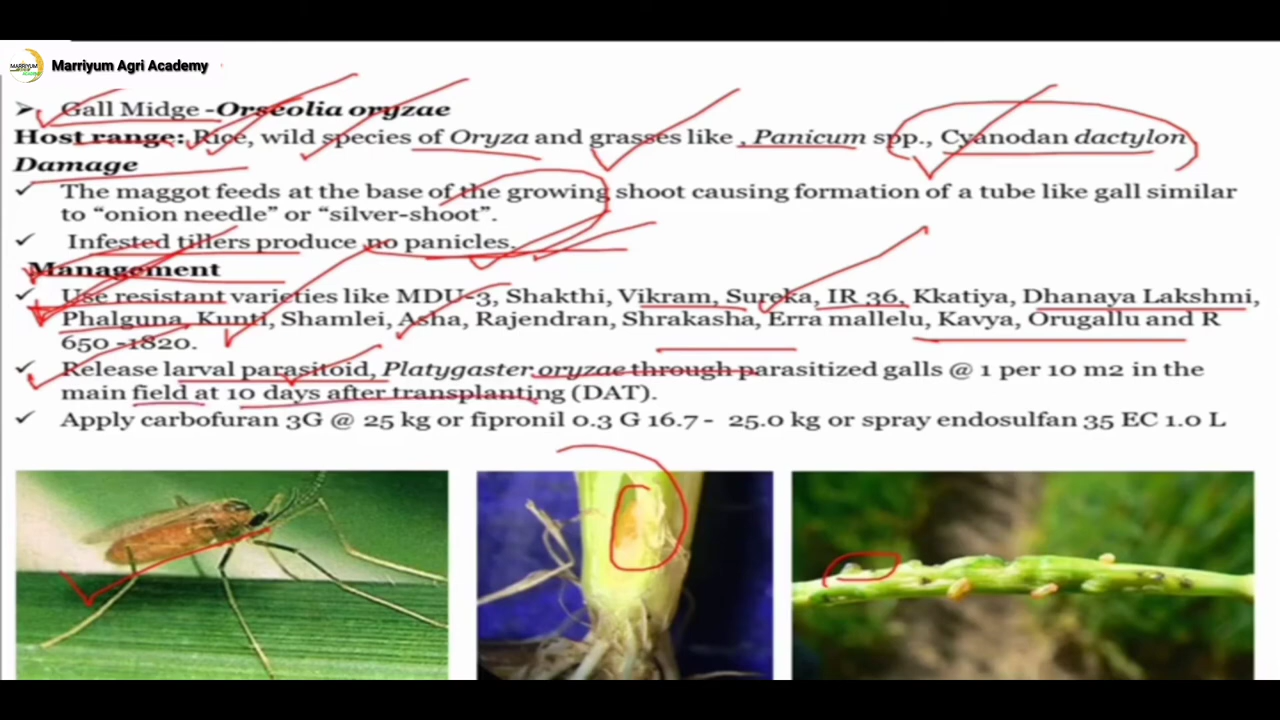 MARRIYUM
Marriyum Agri Academy
➤ Gall Midge -Orseolia oryzae
Host range: Rice, wild species of Oryza and grasses like , Panicum spp., Cyanodan dactylon
Damage
✓ The maggot feeds at the base of the growing shoot causing formation of a tube like gall similar
to “onion needle” or “silver-shoot”.
✓ Infested tillers produce no panicles.
Management
✓ Use resistant varieties like MDU-3, Shakthi, Vikram, Sureka, IR 36, Kkatiya, Dhanaya Lakshmi,
Phalguna, Kunti, Shamlei, Asha, Rajendran, Shrakasha, Erra mallelu, Kavya, Orugallu and R
650 -1820.
✓ Release larval parasitoid, Platygaster oryzae through parasitized galls @ 1 per 10 m2 in the
main field at 10 days after transplanting (DAT).
✓ Apply carbofuran 3G @ 25 kg or fipronil 0.3 G 16.7 - 25.0 kg or spray endosulfan 35 EC 1.0 L